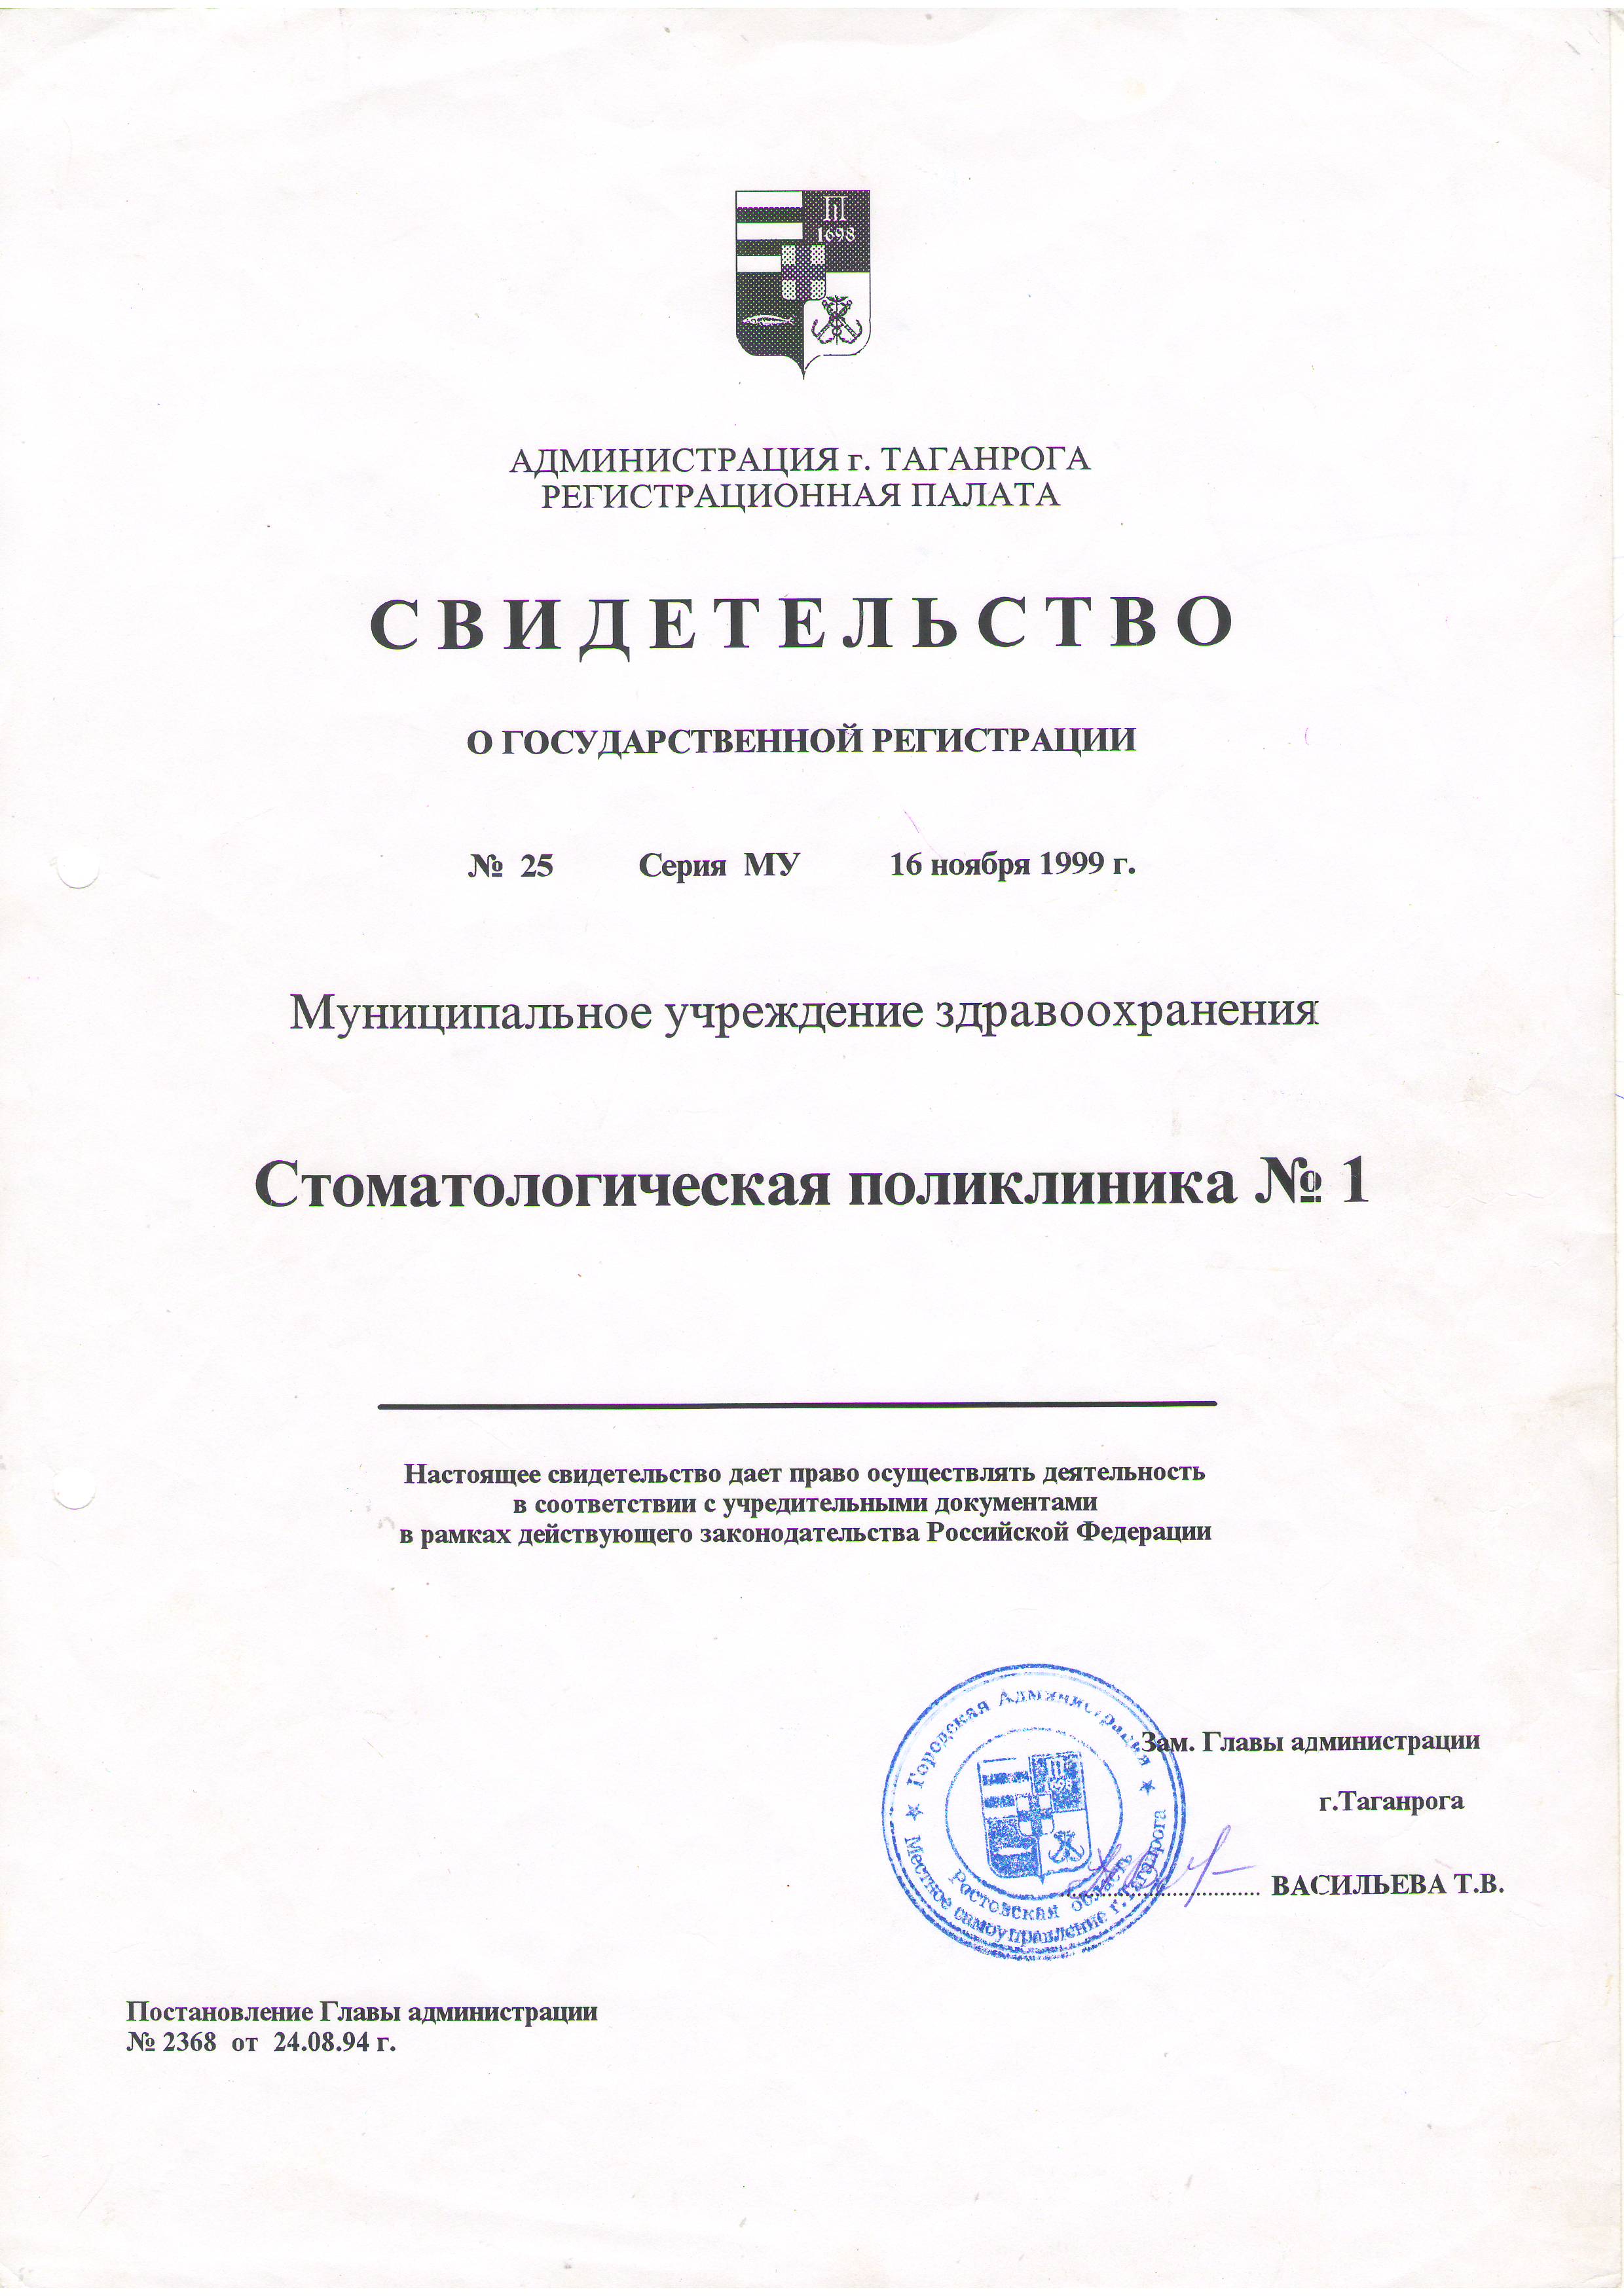 П
1698
АДМИНИСТРАЦИЯ г. ТАГАНРОГА
РЕГИСТРАЦИОННАЯ ПАЛАТА
СВИДЕТЕЛЬСТВО
О ГОСУДАРСТВЕННОЙ РЕГИСТРАЦИИ
№ 25 Серия МУ 16 ноября 1999 г.
Муниципальное учреждение здравоохранения
Стоматологическая поликлиника № 1
Настоящее свидетельство дает право осуществлять деятельность
в соответствии с учредительными документами
в рамках действующего законодательства Российской Федерации
Зам. Главы администрации
г.Таганрога
ВАСИЛЬЕВА Т.В.
★ Городская Администрация ★
Местное самоуправление г.Таганрога
Ростовская область
1698
Постановление Главы администрации
№ 2368 от 24.08.94 г.